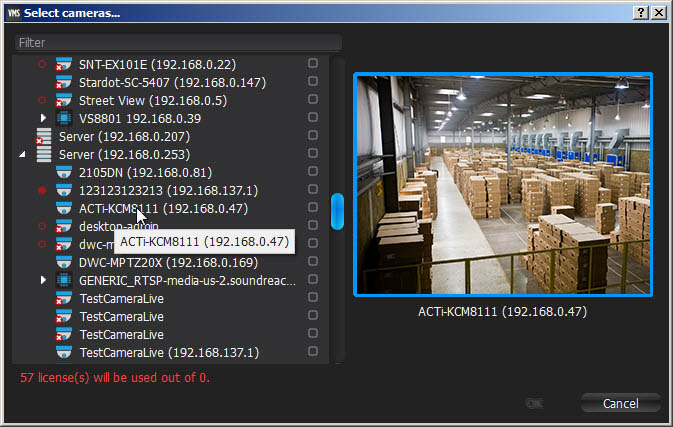 VMS Select cameras...
Filter
SNT-EX101E (192.168.0.22)
Stardot-SC-5407 (192.168.0.147)
Street View (192.168.0.5)
VS8801 192.168.0.39
Server (192.168.0.207)
Server (192.168.0.253)
2105DN (192.168.0.81)
123123123213 (192.168.137.1)
ACTi-KCM8111 (192.168.0.47)
desktop-admin
dwc-m
ACTi-KCM8111 (192.168.0.47)
DWC-MPTZ20X (192.168.0.169)
GENERIC_RTSP-media-us-2.soundreac...
TestCameraLive
TestCameraLive
TestCameraLive
TestCameraLive (192.168.137.1)
ACTi-KCM8111 (192.168.0.47)
57 license(s) will be used out of 0.
OK
Cancel